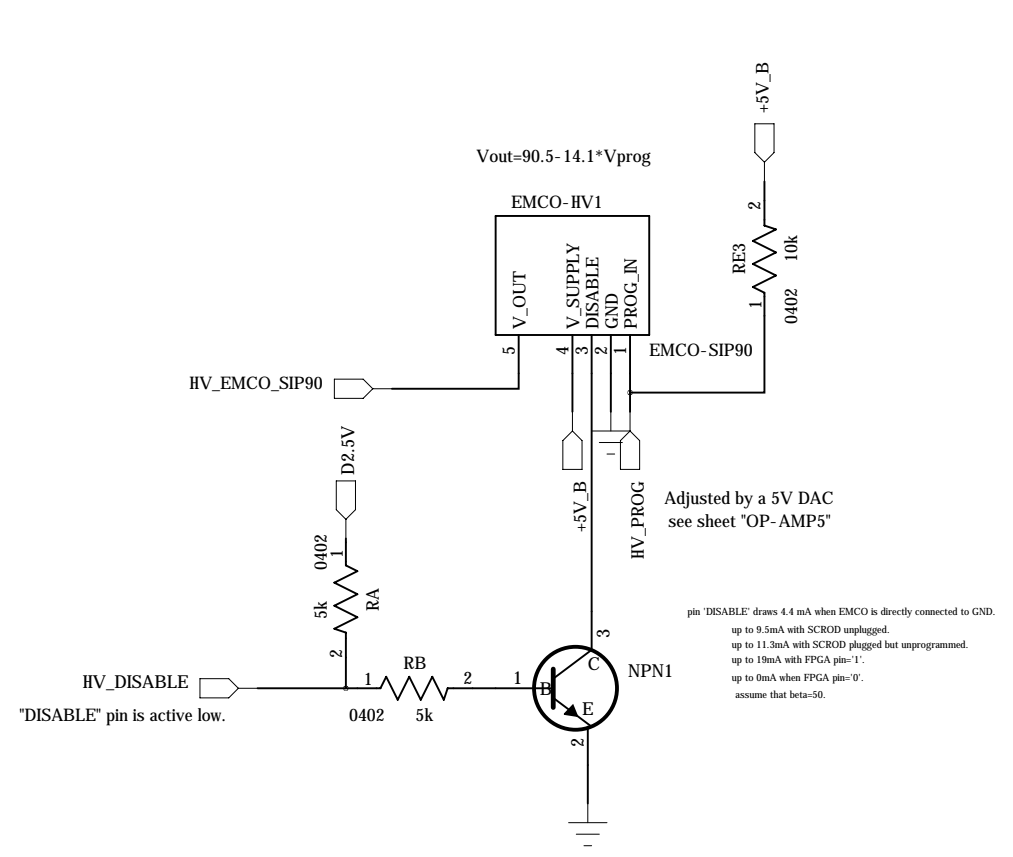 +5V_B
Vout=90.5-14.1*Vprog
EMCO-HV1
2
RE3
10k
1
0402
V_OUT
V_SUPPLY
DISABLE
GND
PROG_IN
5
4
3
2
1
EMCO-SIP90
HV_EMCO_SIP90
D2.5V
+5V_B
HV_PROG
Adjusted by a 5V DAC
see sheet "OP-AMP5"
0402
1
5k
RA
2
pin 'DISABLE' draws 4.4 mA when EMCO is directly connected to GND.
up to 9.5mA with SCROD unplugged.
up to 11.3mA with SCROD plugged but unprogrammed.
up to 19mA with FPGA pin='1'.
up to 0mA when FPGA pin='0'.
assume that beta=50.
3
C
NPN1
HV_DISABLE
1
RB
2
1
B
E
"DISABLE" pin is active low.
0402
5k
2